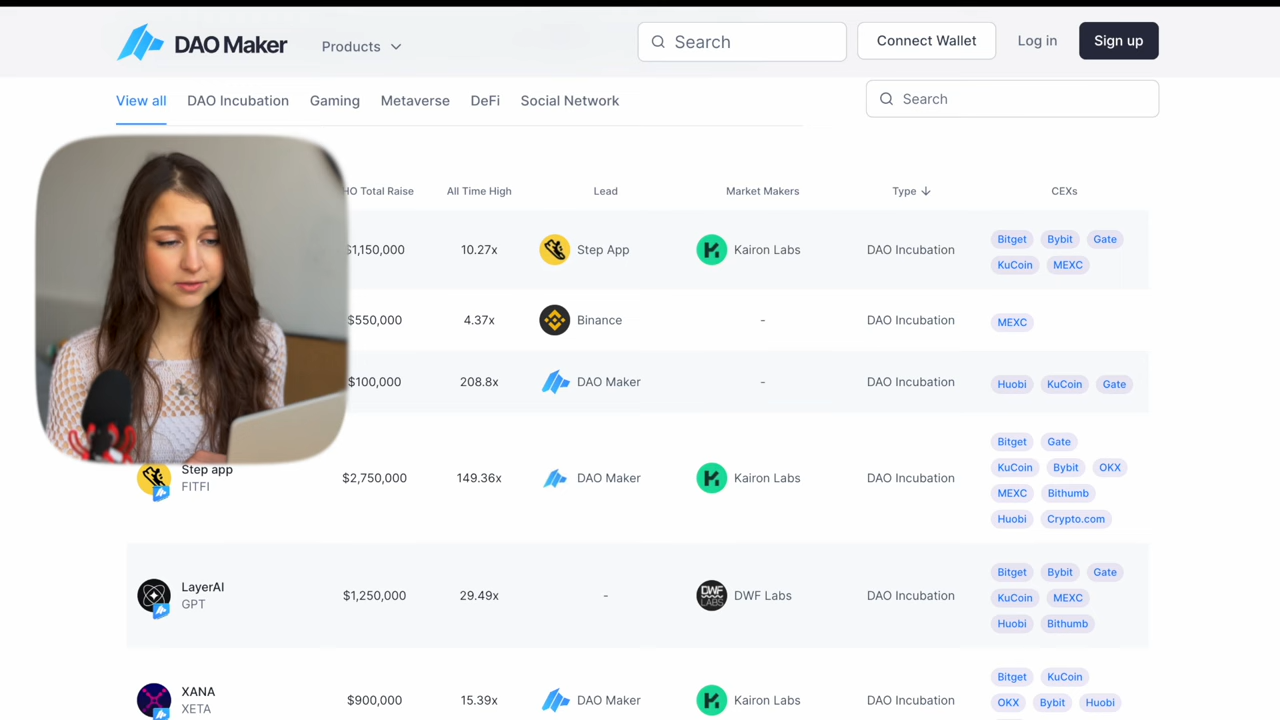 DAO Maker
Products
Search
Connect Wallet
Log in
Sign up
View all
DAO Incubation
Gaming
Metaverse
DeFi
Social Network
Search
HO Total Raise
All Time High
Lead
Market Makers
Type
CEXs
$1,150,000
10.27x
Step App
Kairon Labs
DAO Incubation
Bitget Bybit Gate
KuCoin MEXC
$550,000
4.37x
Binance
-
DAO Incubation
MEXC
$100,000
208.8x
DAO Maker
-
DAO Incubation
Huobi KuCoin Gate
Step app
FITFI
$2,750,000
149.36x
DAO Maker
Kairon Labs
DAO Incubation
Bitget Gate
KuCoin Bybit OKX
MEXC Bithumb
Huobi Crypto.com
LayerAI
GPT
$1,250,000
29.49x
-
DWF LABS
DWF Labs
DAO Incubation
Bitget Bybit Gate
KuCoin MEXC
Huobi Bithumb
XANA
XETA
$900,000
15.39x
DAO Maker
Kairon Labs
DAO Incubation
Bitget KuCoin
OKX Bybit Huobi